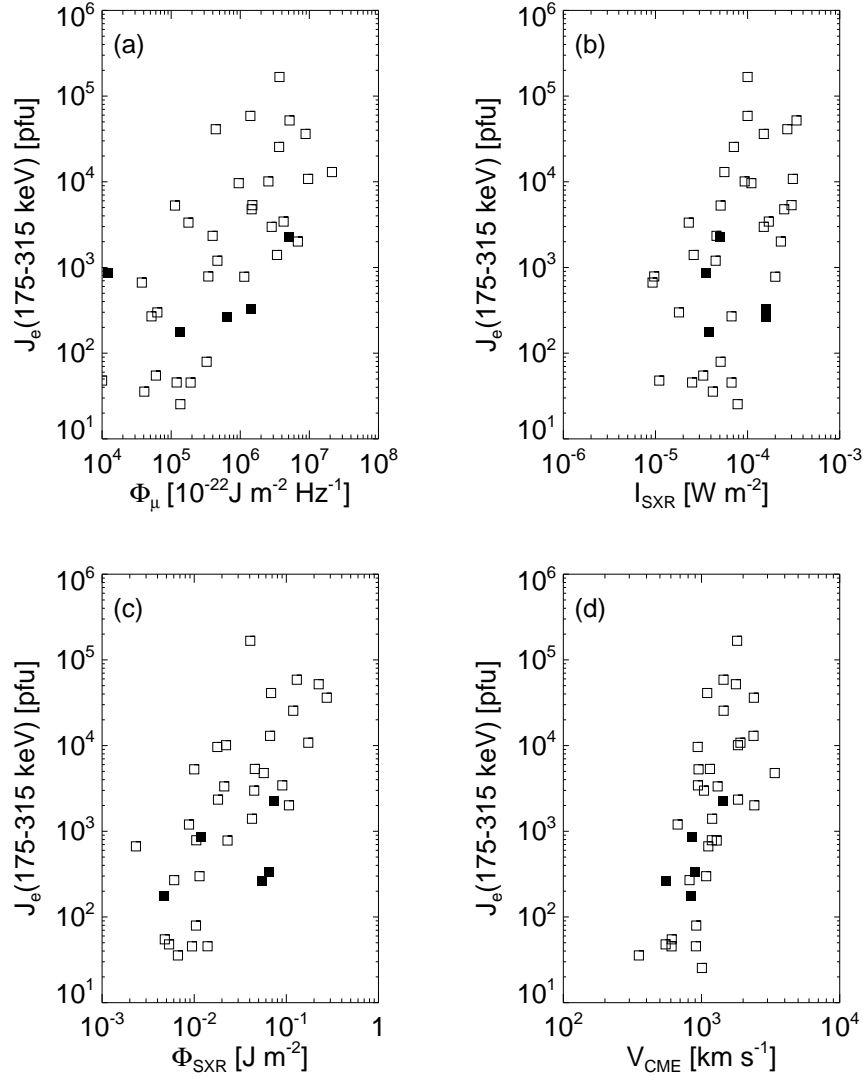 (a)
J_e(175-315 keV) [pfu]
10^6
10^5
10^4
10^3
10^2
10^1
10^4 10^5 10^6 10^7 10^8
Φ_μ [10^-22 J m^-2 Hz^-1]
(b)
J_e(175-315 keV) [pfu]
10^6
10^5
10^4
10^3
10^2
10^1
10^-6 10^-5 10^-4 10^-3
I_SXR [W m^-2]
(c)
J_e(175-315 keV) [pfu]
10^6
10^5
10^4
10^3
10^2
10^1
10^-3 10^-2 10^-1 1
Φ_SXR [J m^-2]
(d)
J_e(175-315 keV) [pfu]
10^6
10^5
10^4
10^3
10^2
10^1
10^2 10^3 10^4
V_CME [km s^-1]